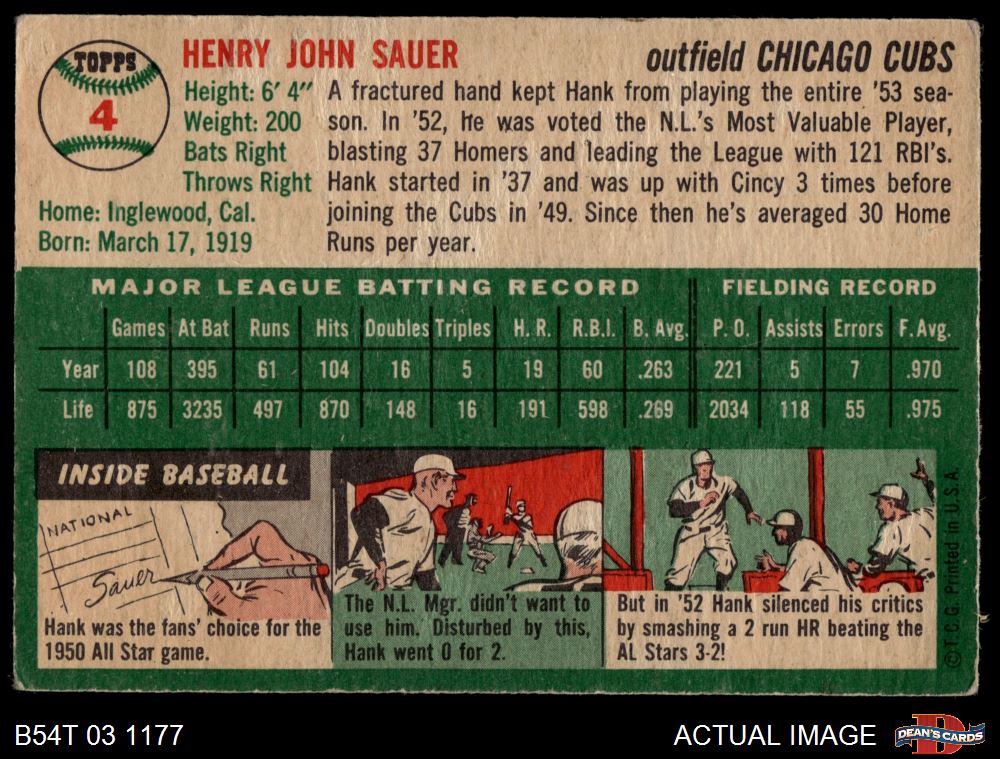 TOPPS
4
HENRY JOHN SAUER
outfield CHICAGO CUBS
Height: 6' 4"
Weight: 200
Bats Right
Throws Right
Home: Inglewood, Cal.
Born: March 17, 1919
A fractured hand kept Hank from playing the entire '53 sea-
son. In '52, he was voted the N.L.'s Most Valuable Player,
blasting 37 Homers and leading the League with 121 RBI's.
Hank started in '37 and was up with Cincy 3 times before
joining the Cubs in '49. Since then he's averaged 30 Home
Runs per year.
MAJOR LEAGUE BATTING RECORD FIELDING RECORD
Games At Bat Runs Hits Doubles Triples H. R. R.B.I. B. Avg. P. O. Assists Errors F. Avg.
Year 108 395 61 104 16 5 19 60 .263 221 5 7 .970
Life 875 3235 497 870 148 16 191 598 .269 2034 118 55 .975
INSIDE BASEBALL
NATIONAL
Sauer
Hank was the fans' choice for the
1950 All Star game.
The N.L. Mgr. didn't want to
use him. Disturbed by this,
Hank went 0 for 2.
But in '52 Hank silenced his critics
by smashing a 2 run HR beating the
AL Stars 3-2!
© T. C. G. Printed in U.S.A.
B54T 03 1177
ACTUAL IMAGE
DEAN'S CARDS